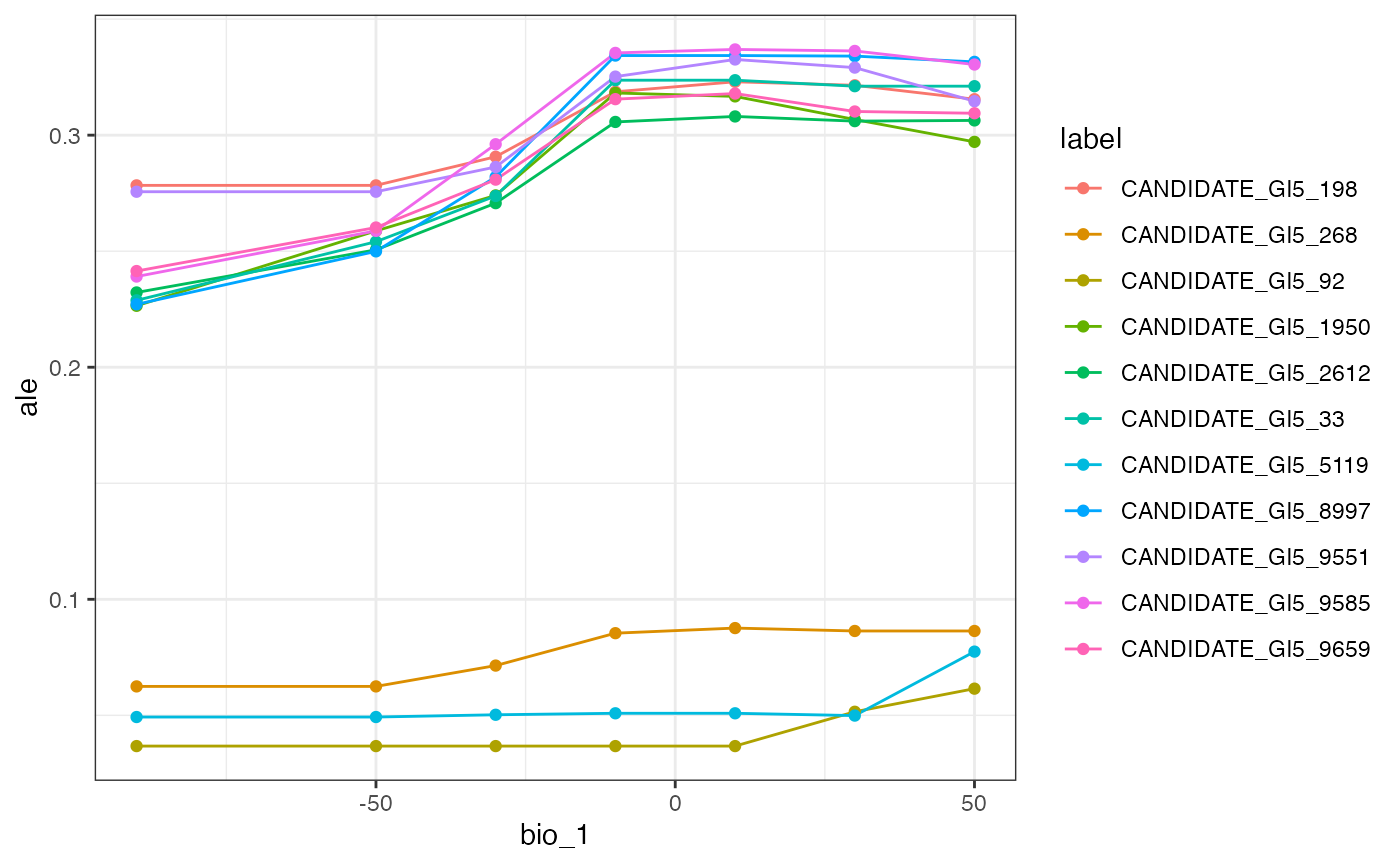 0.3
0.2
0.1
ale
-50
0
50
bio_1
label
CANDIDATE_GI5_198
CANDIDATE_GI5_268
CANDIDATE_GI5_92
CANDIDATE_GI5_1950
CANDIDATE_GI5_2612
CANDIDATE_GI5_33
CANDIDATE_GI5_5119
CANDIDATE_GI5_8997
CANDIDATE_GI5_9551
CANDIDATE_GI5_9585
CANDIDATE_GI5_9659